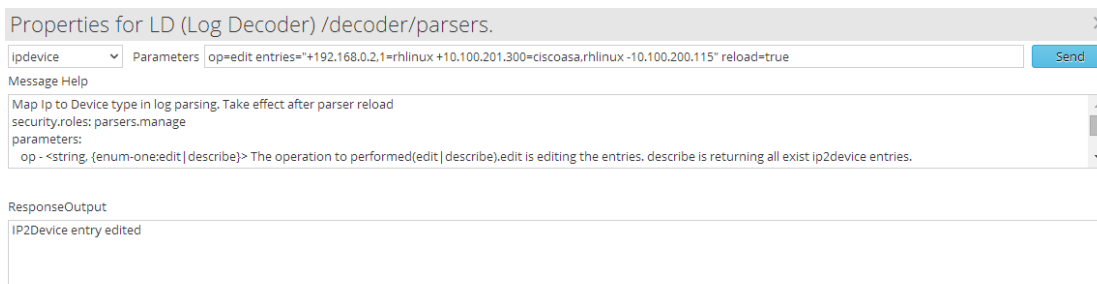 Properties for LD (Log Decoder) /decoder/parsers.
ipdevice Parameters op=edit entries="+192.168.0.2,1=rhlinux +10.100.201.300=ciscoasa,rhlinux -10.100.200.115" reload=true Send
Message Help
Map Ip to Device type in log parsing. Take effect after parser reload
security.roles: parsers.manage
parameters:
op - <string, {enum-one:edit|describe}> The operation to performed(edit|describe).edit is editing the entries. describe is returning all exist ip2device entries.
ResponseOutput
IP2Device entry edited